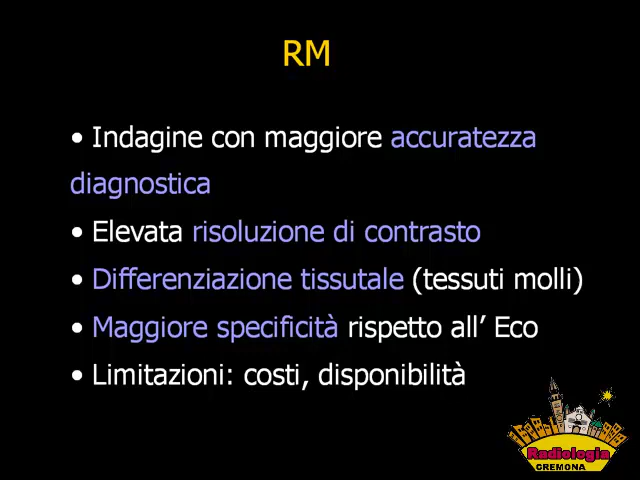 RM
• Indagine con maggiore accuratezza
diagnostica
• Elevata risoluzione di contrasto
• Differenziazione tissutale (tessuti molli)
• Maggiore specificità rispetto all’ Eco
• Limitazioni: costi, disponibilità
Radiologia
CREMONA